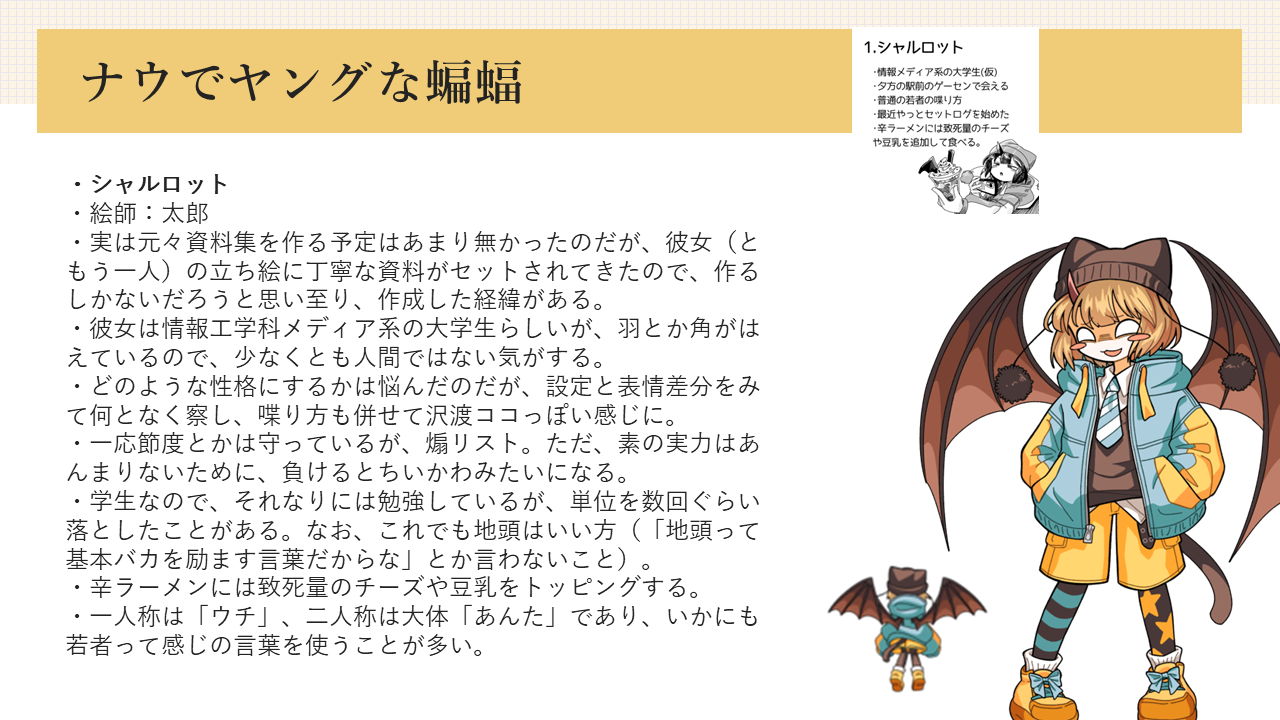 ナウでヤングな蝙蝠
1.シャルロット
・情報メディア系の大学生(仮)
・夕方の駅前のゲーセンで会える
・普通の若者の喋り方
・最近やっとセットログを始めた
・辛ラーメンには致死量のチーズ
や豆乳を追加して食べる。
・シャルロット
・絵師：太郎
・実は元々資料集を作る予定はあまり無かったのだが、彼女（と
もう一人）の立ち絵に丁寧な資料がセットされてきたので、作る
しかないだろうと思い至り、作成した経緯がある。
・彼女は情報工学科メディア系の大学生らしいが、羽とか角がは
えているので、少なくとも人間ではない気がする。
・どのような性格にするかは悩んだのだが、設定と表情差分をみ
て何となく察し、喋り方も併せて沢渡ココっぽい感じに。
・一応節度とかは守っているが、煽リスト。ただ、素の実力はあ
んまりないために、負けるとちいかわみたいになる。
・学生なので、それなりには勉強しているが、単位を数回ぐらい
落としたことがある。なお、これでも地頭はいい方（「地頭って
基本バカを励ます言葉だからな」とか言わないこと）。
・辛ラーメンには致死量のチーズや豆乳をトッピングする。
・一人称は「ウチ」、二人称は大体「あんた」であり、いかにも
若者って感じの言葉を使うことが多い。